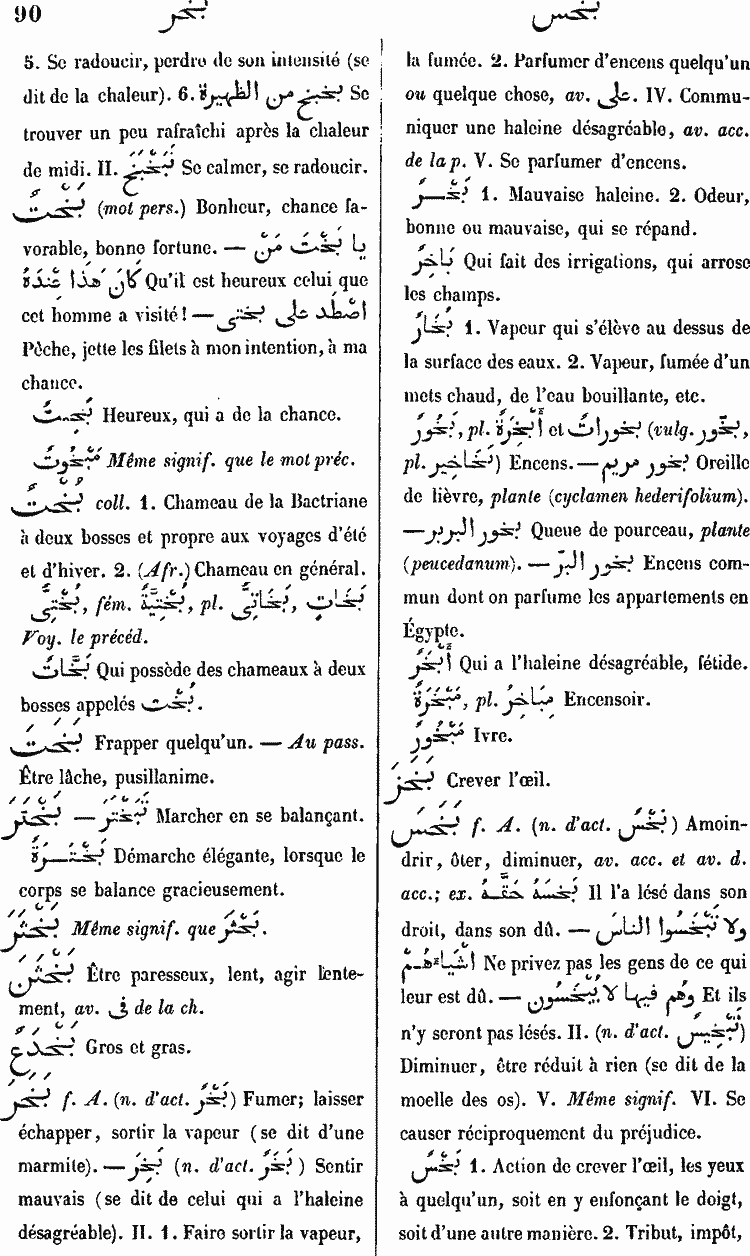 90
بخر
بخس
5. Se radoucir, perdre de son intensité (se
dit de la chaleur). 6. بخبخ من الظهيرة Se
trouver un peu rafraîchi après la chaleur
de midi. II. تَبَخْبَخَ Se calmer, se radoucir.
بَخْتٌ (mot pers.) Bonheur, chance fa-
vorable, bonne fortune. — يا بَخْتَ مَنْ
كَانَ هٰذا عَنْدَهُ Qu'il est heureux celui que
cet homme a visité! — اصْطَد على بختى
Pêche, jette les filets à mon intention, à ma
chance.
بَخِيتٌ Heureux, qui a de la chance.
مَبْخُوتٌ Même signif. que le mot préc.
بُخْتٌ coll. 1. Chameau de la Bactriane
à deux bosses et propre aux voyages d'été
et d'hiver. 2. (Afr.) Chameau en général.
بُخْتِىٌّ, fém. بُخْتِيَّةٌ, pl. بَخَاتِىُّ, بَخَاتٍ
Voy. le précéd.
بَخَّاتٌ Qui possède des chameaux à deux
bosses appelés بُخْت.
بَخَتَ Frapper quelqu'un. — Au pass.
Être lâche, pusillanime.
بَخْتَرَ — تَبَخْتَرَ Marcher en se balançant.
بَخْتَرَةٌ Démarche élégante, lorsque le
corps se balance gracieusement.
بَخْثَرَ Même signif. que بَعْثَرَ.
بَخْثَنَ Être paresseux, lent, agir lente-
ment, av. فى de la ch.
بَخْدَعٌ Gros et gras.
بَخَرَ f. A. (n. d'act. بَخْرٌ) Fumer; laisser
échapper, sortir la vapeur (se dit d'une
marmite). — بَخِرَ (n. d'act. بَخَرٌ) Sentir
mauvais (se dit de celui qui a l'haleine
désagréable). II. 1. Faire sortir la vapeur,
la fumée. 2. Parfumer d'encens quelqu'un
ou quelque chose, av. على. IV. Commu-
niquer une haleine désagréable, av. acc.
de la p. V. Se parfumer d'encens.
بَخَرٌ 1. Mauvaise haleine. 2. Odeur,
bonne ou mauvaise, qui se répand.
بَاخِرٌ Qui fait des irrigations, qui arrose
les champs.
بُخَارٌ 1. Vapeur qui s'élève au dessus de
la surface des eaux. 2. Vapeur, fumée d'un
mets chaud, de l'eau bouillante, etc.
بَخُورٌ, pl. أَبْخِرَةٌ et بخوراتٌ (vulg. بخّور,
pl. بَخَاخِير) Encens. — بخور مريم Oreille
de lièvre, plante (cyclamen hederifolium).
— بخور البربر Queue de pourceau, plante
(peucedanum). — بخور البرّ Encens com-
mun dont on parfume les appartements en
Égypte.
أَبْخَرُ Qui a l'haleine désagréable, fétide.
مَبْخَرَةٌ, pl. مَبَاخِرُ Encensoir.
مَبْخُورٌ Ivre.
بَخَزَ Crever l'œil.
بَخَسَ f. A. (n. d'act. بَخْسٌ) Amoin-
drir, ôter, diminuer, av. acc. et av. d.
acc.; ex. بَخَسَهُ حَقَّهُ Il l'a lésé dans son
droit, dans son dû. — ولا تَبْخَسُوا الناسَ
أَشْيَاءَهُمْ Ne privez pas les gens de ce qui
leur est dû. — وهُم فيها لا يُبْخَسُون Et ils
n'y seront pas lésés. II. (n. d'act. تَبْخِيسٌ)
Diminuer, être réduit à rien (se dit de la
moelle des os). V. Même signif. VI. Se
causer réciproquement du préjudice.
بَخْسٌ 1. Action de crever l'œil, les yeux
à quelqu'un, soit en y enfonçant le doigt,
soit d'une autre manière. 2. Tribut, impôt,